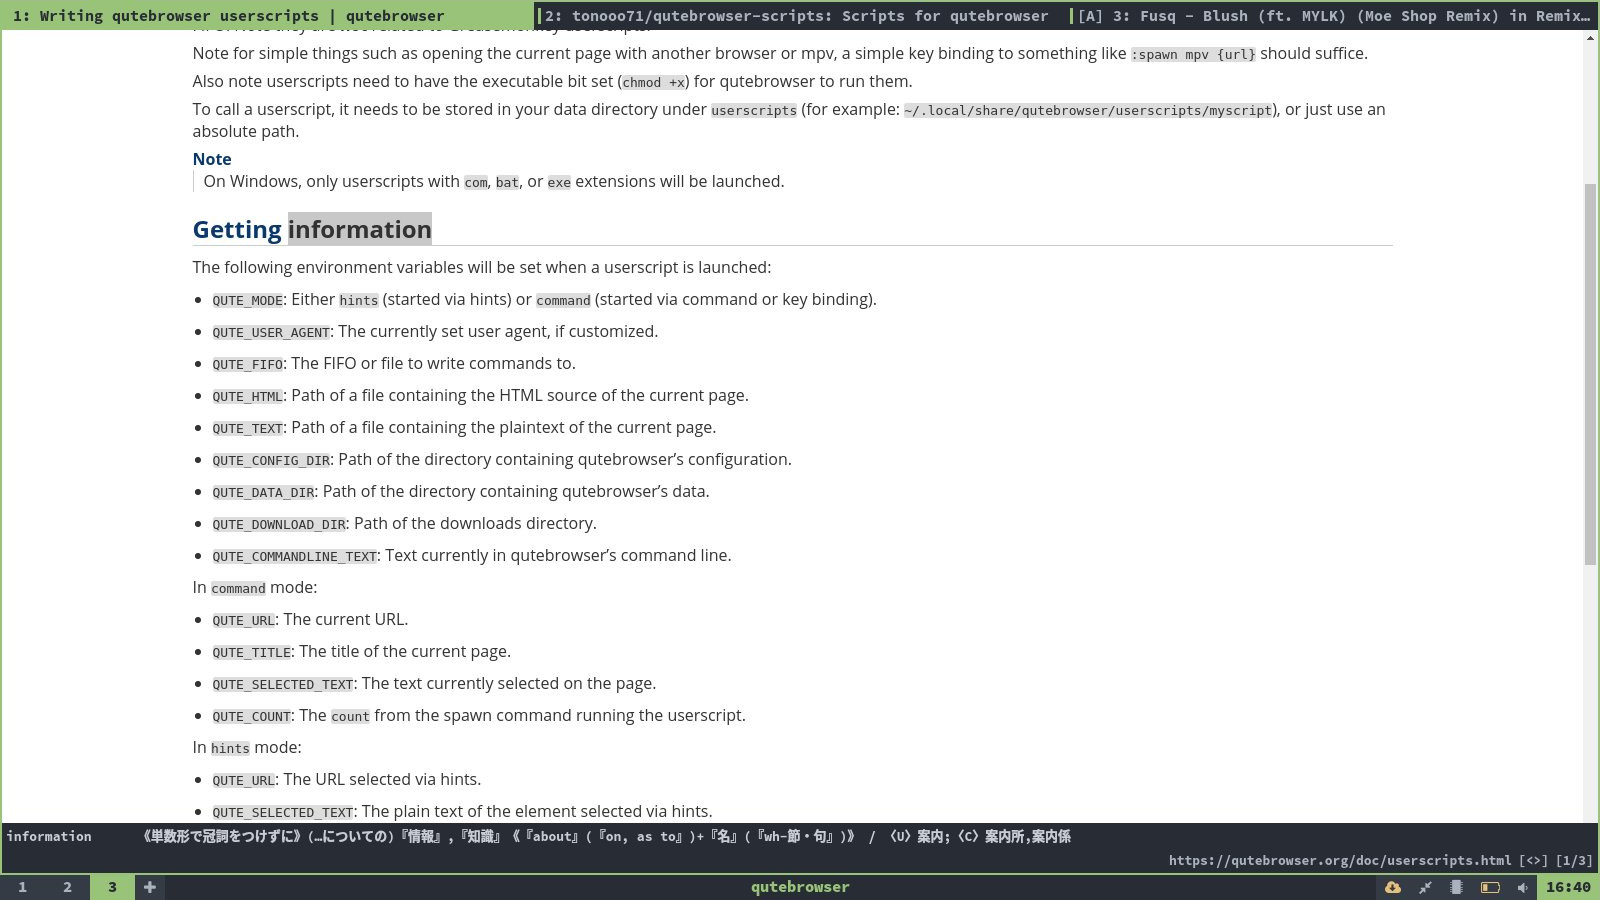 1: Writing qutebrowser userscripts | qutebrowser
2: tonooo71/qutebrowser-scripts: Scripts for qutebrowser
[A] 3: Fusq - Blush (ft. MYLK) (Moe Shop Remix) in Remix…
Note for simple things such as opening the current page with another browser or mpv, a simple key binding to something like :spawn mpv {url} should suffice.
Also note userscripts need to have the executable bit set (chmod +x) for qutebrowser to run them.
To call a userscript, it needs to be stored in your data directory under userscripts (for example: ~/.local/share/qutebrowser/userscripts/myscript), or just use an
absolute path.
Note
On Windows, only userscripts with com, bat, or exe extensions will be launched.
Getting information
The following environment variables will be set when a userscript is launched:
• QUTE_MODE: Either hints (started via hints) or command (started via command or key binding).
• QUTE_USER_AGENT: The currently set user agent, if customized.
• QUTE_FIFO: The FIFO or file to write commands to.
• QUTE_HTML: Path of a file containing the HTML source of the current page.
• QUTE_TEXT: Path of a file containing the plaintext of the current page.
• QUTE_CONFIG_DIR: Path of the directory containing qutebrowser’s configuration.
• QUTE_DATA_DIR: Path of the directory containing qutebrowser’s data.
• QUTE_DOWNLOAD_DIR: Path of the downloads directory.
• QUTE_COMMANDLINE_TEXT: Text currently in qutebrowser’s command line.
In command mode:
• QUTE_URL: The current URL.
• QUTE_TITLE: The title of the current page.
• QUTE_SELECTED_TEXT: The text currently selected on the page.
• QUTE_COUNT: The count from the spawn command running the userscript.
In hints mode:
• QUTE_URL: The URL selected via hints.
• QUTE_SELECTED_TEXT: The plain text of the element selected via hints.
information 《単数形で冠詞をつけずに》(…についての)『情報』,『知識』《『about』(『on, as to』)+『名』(『wh-節・句』)》 / 〈U〉案内;〈C〉案内所,案内係
https://qutebrowser.org/doc/userscripts.html [<>] [1/3]
1 2 3 + qutebrowser 16:40